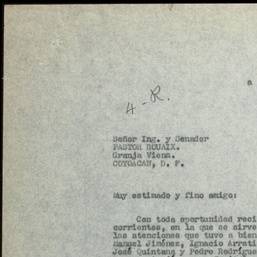 a
4-R.
Señor Ing. y Senador
PASTOR ROUAIX.
Granja Viena.
COYOACAN, D. F.
Muy estimado y fino amigo:
Con toda oportunidad reci
corrientes, en la que se sirve
las atenciones que tuvo a bien
Manuel Jiménez, Ignacio Arrati
José Quintana y Pedro Rodrígue